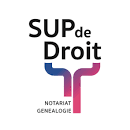 SUP de
Droit
NOTARIAT
GENEALOGIE